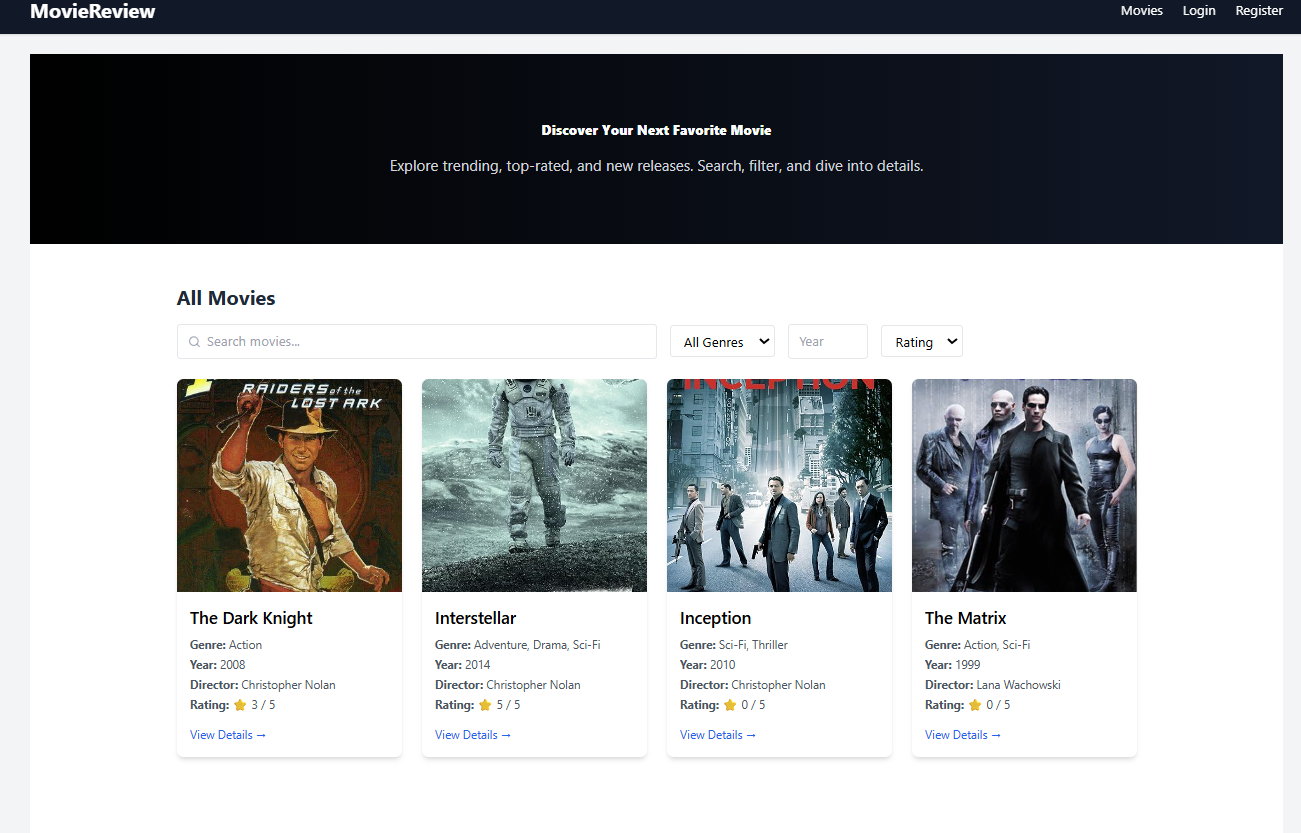 MovieReview
Movies Login Register
Discover Your Next Favorite Movie
Explore trending, top-rated, and new releases. Search, filter, and dive into details.
All Movies
Search movies...
All Genres
Year
Rating
RAIDERS of the
LOST ARK
INCEPTION
The Dark Knight
Genre: Action
Year: 2008
Director: Christopher Nolan
Rating: ⭐ 3 / 5
View Details →
Interstellar
Genre: Adventure, Drama, Sci-Fi
Year: 2014
Director: Christopher Nolan
Rating: ⭐ 5 / 5
View Details →
Inception
Genre: Sci-Fi, Thriller
Year: 2010
Director: Christopher Nolan
Rating: ⭐ 0 / 5
View Details →
The Matrix
Genre: Action, Sci-Fi
Year: 1999
Director: Lana Wachowski
Rating: ⭐ 0 / 5
View Details →